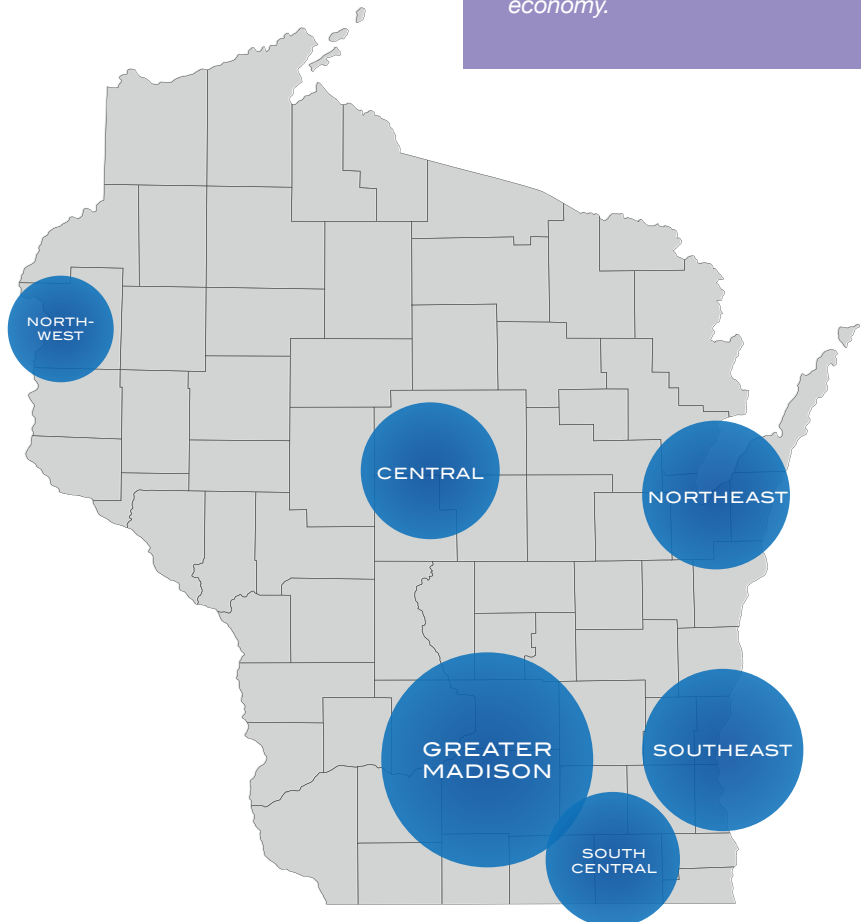 economy.
NORTH-
WEST
CENTRAL
NORTHEAST
GREATER
MADISON
SOUTHEAST
SOUTH
CENTRAL